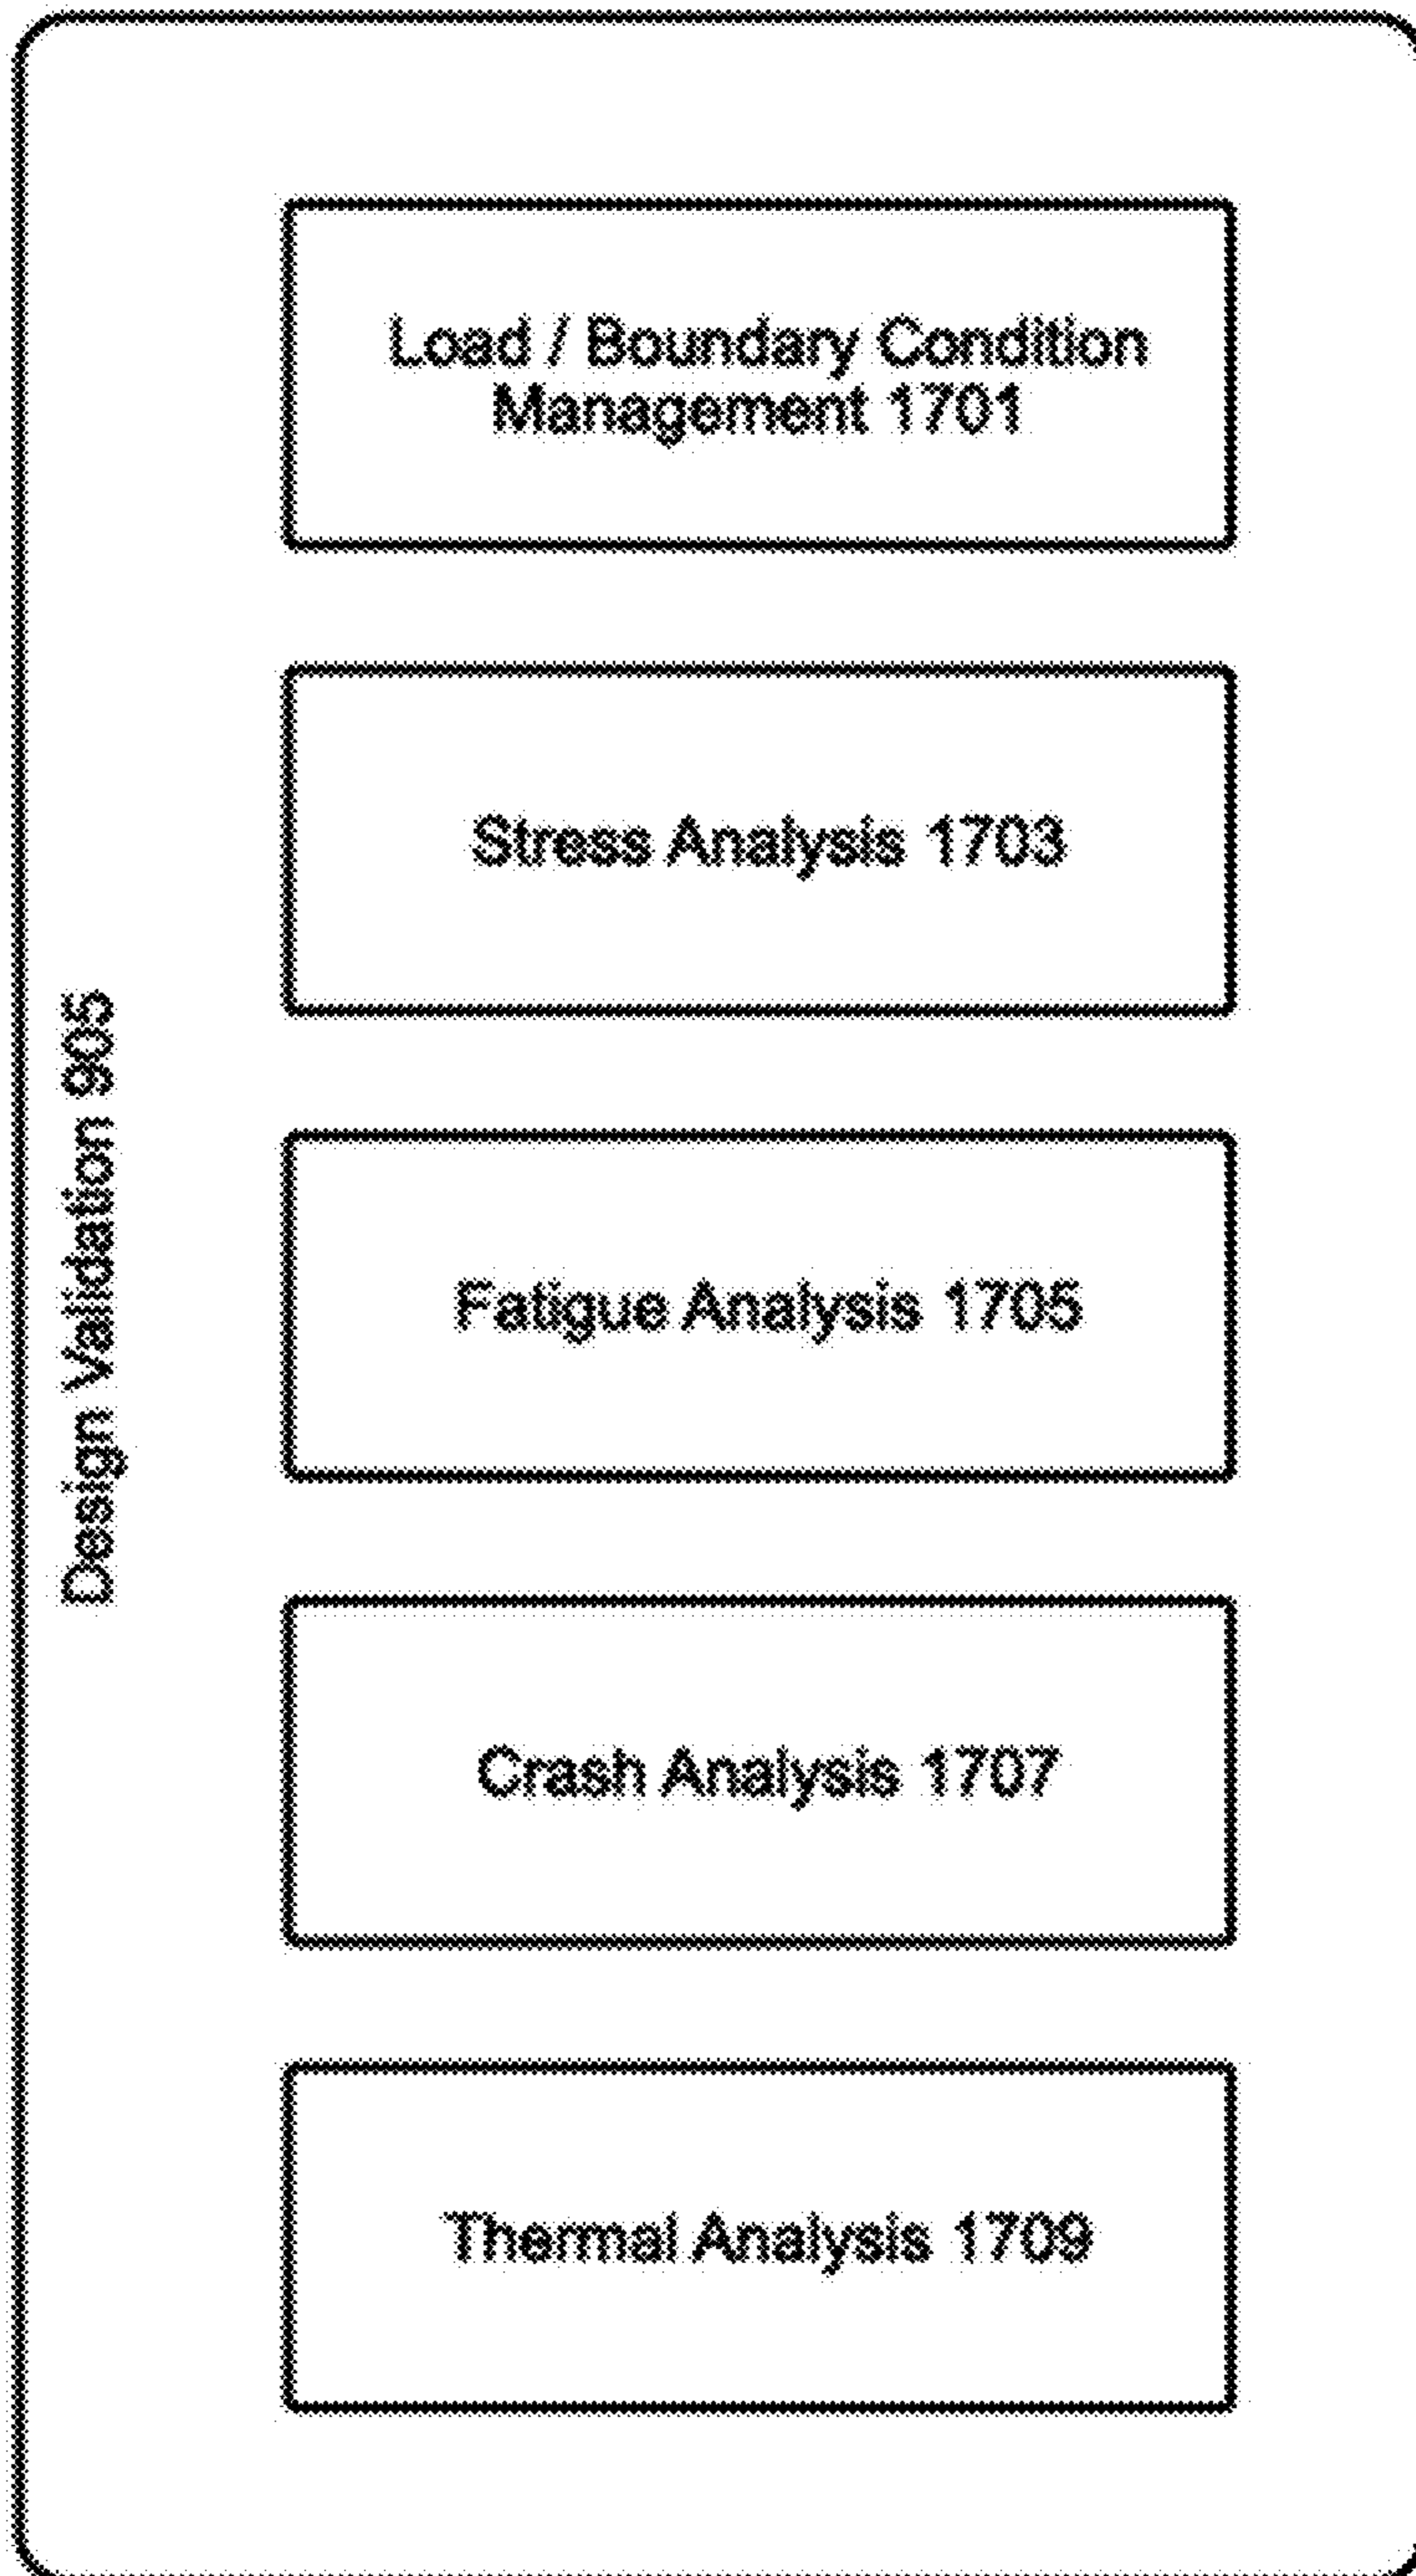 Design Validation 905
Load / Boundary Condition
Management 1701
Stress Analysis 1703
Fatigue Analysis 1705
Crash Analysis 1707
Thermal Analysis 1709